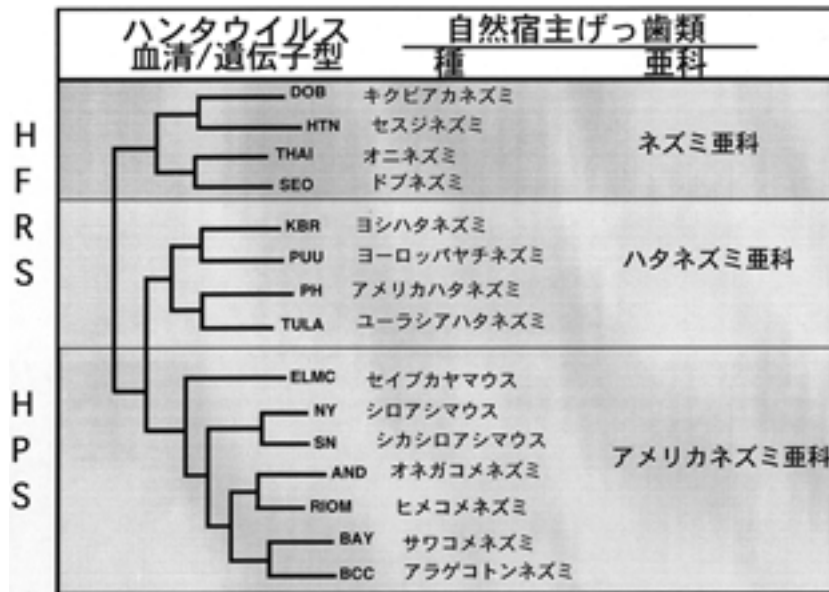 ハンタウイルス 自然宿主げっ歯類
血清/遺伝子型 種 亜科
HFRS
DOB キクビアカネズミ
HTN セスジネズミ
THAI オニネズミ
SEO ドブネズミ
ネズミ亜科
KBR ヨシハタネズミ
PUU ヨーロッパヤチネズミ
PH アメリカハタネズミ
TULA ユーラシアハタネズミ
ハタネズミ亜科
HPS
ELMC セイブカヤマウス
NY シロアシマウス
SN シカシロアシマウス
AND オネガコメネズミ
RIOM ヒメコメネズミ
BAY サワコメネズミ
BCC アラゲコトンネズミ
アメリカネズミ亜科